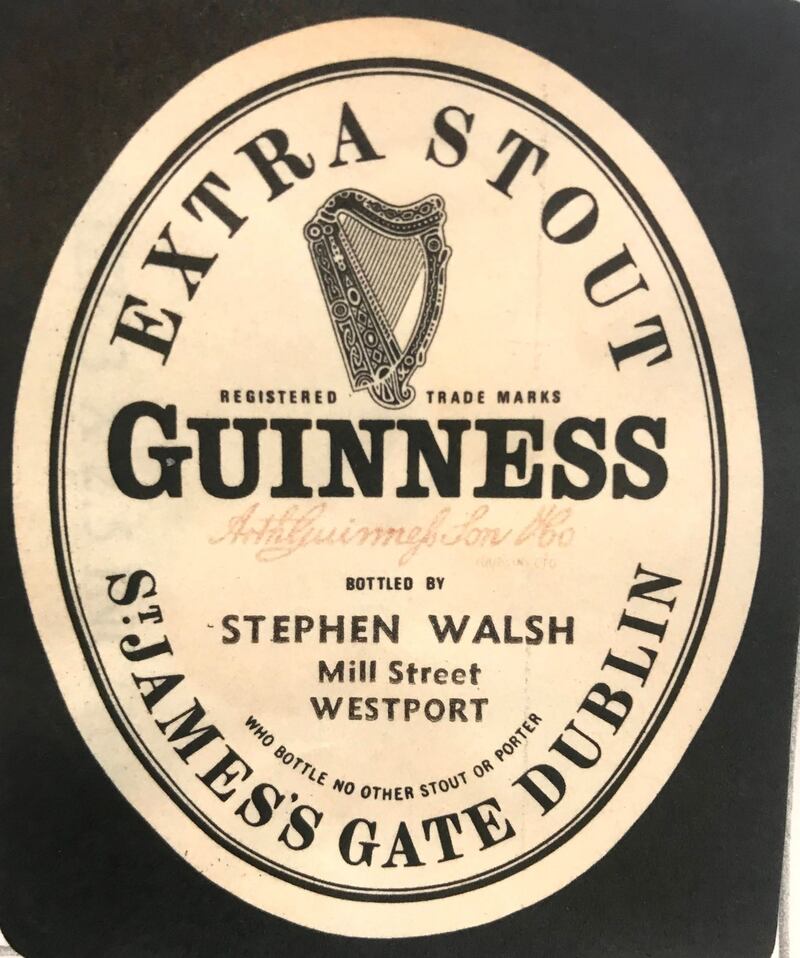 EXTRA STOUT
REGISTERED TRADE MARKS
GUINNESS
Arth Guinness Son & Co
BOTTLED BY
STEPHEN WALSH
Mill Street
WESTPORT
WHO BOTTLE NO OTHER STOUT OR PORTER
ST. JAMES'S GATE DUBLIN